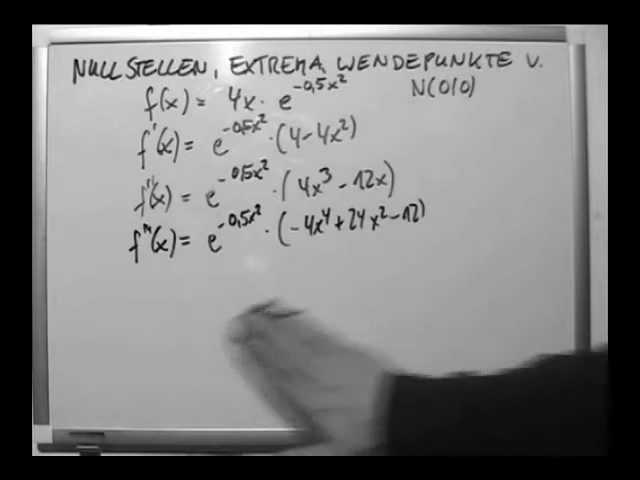 NULLSTELLEN, EXTREMA, WENDEPUNKTE V.
f(x) = 4x · e^{-0,5x²} N(0|0)
f'(x) = e^{-0,5x²} · (4-4x²)
f''(x) = e^{-0,5x²} · (4x³-12x)
f'''(x) = e^{-0,5x²} · (-4x⁴+24x²-12)